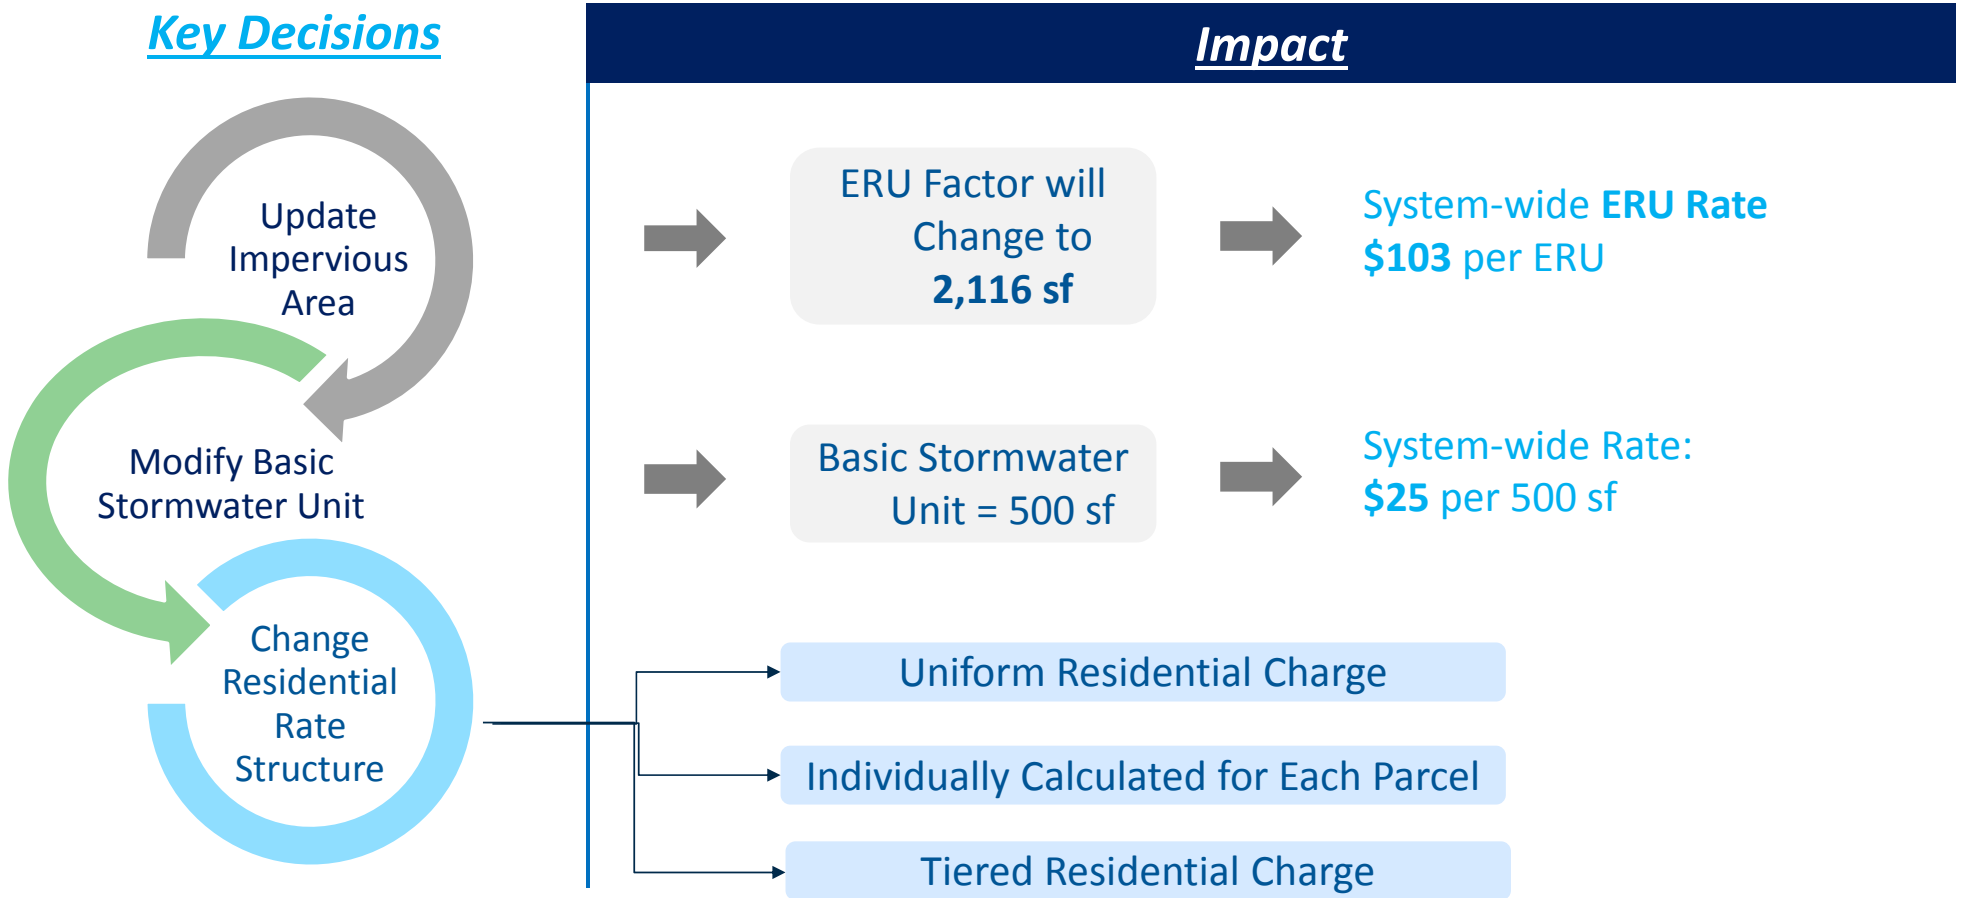 Key Decisions
Impact
Update
Impervious
Area
ERU Factor will
Change to
2,116 sf
System-wide ERU Rate
$103 per ERU
Modify Basic
Stormwater Unit
Basic Stormwater
Unit = 500 sf
System-wide Rate:
$25 per 500 sf
Change
Residential
Rate
Structure
Uniform Residential Charge
Individually Calculated for Each Parcel
Tiered Residential Charge